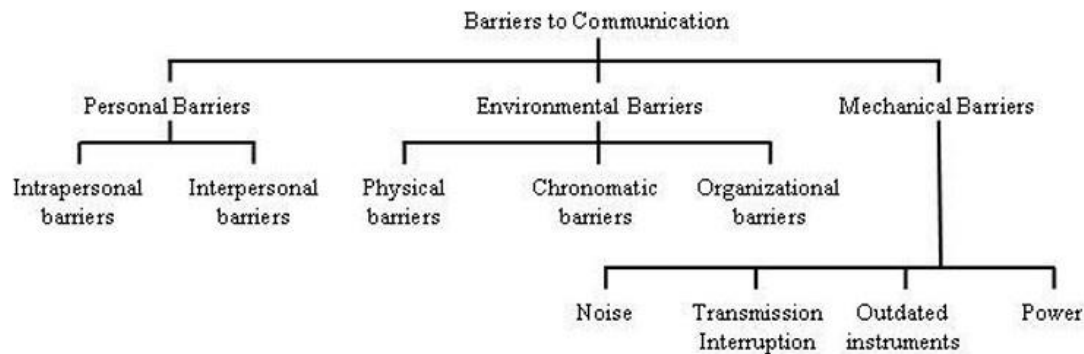 Barriers to Communication
Personal Barriers
Environmental Barriers
Mechanical Barriers
Intrapersonal
barriers
Interpersonal
barriers
Physical
barriers
Chronomatic
barriers
Organizational
barriers
Noise
Transmission
Interruption
Outdated
instruments
Power